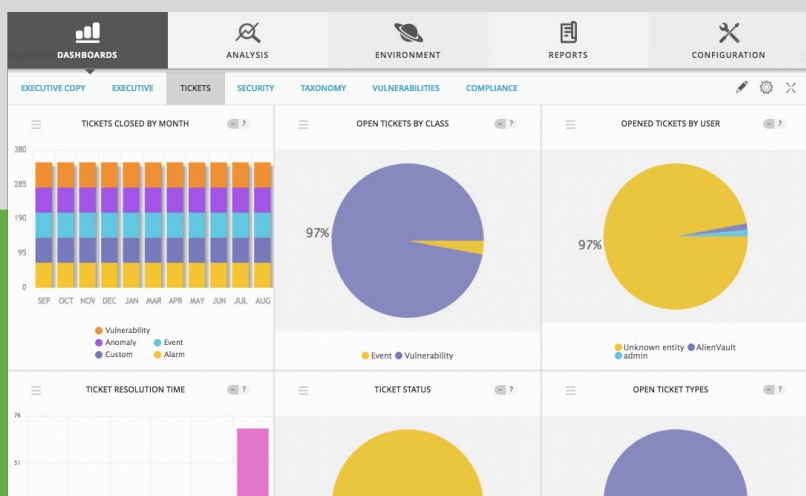 DASHBOARDS
ANALYSIS
ENVIRONMENT
REPORTS
CONFIGURATION
EXECUTIVE COPY EXECUTIVE TICKETS SECURITY TAXONOMY VULNERABILITIES COMPLIANCE
TICKETS CLOSED BY MONTH
?
380
285
190
95
0
SEP OCT NOV DEC JAN MAR APR MAY JUN JUL AUG
Vulnerability
Anomaly Event
Custom Alarm
OPEN TICKETS BY CLASS
?
97%
Event Vulnerability
OPENED TICKETS BY USER
?
97%
Unknown entity AlienVault
admin
TICKET RESOLUTION TIME
?
76
51
TICKET STATUS
?
OPEN TICKET TYPES
?